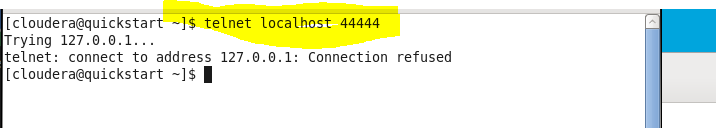 [cloudera@quickstart ~]$ telnet localhost 44444
Trying 127.0.0.1...
telnet: connect to address 127.0.0.1: Connection refused
[cloudera@quickstart ~]$